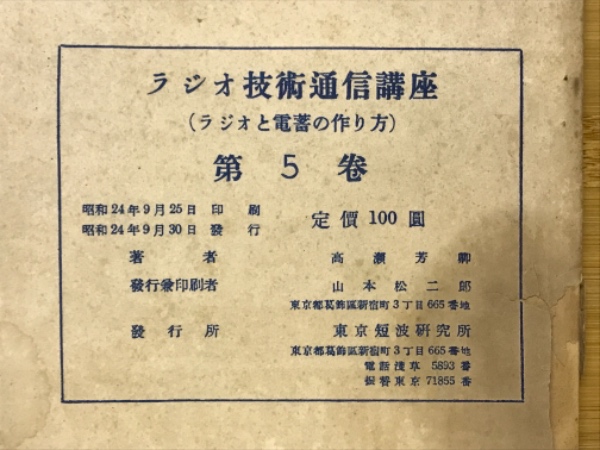 ラジオ技術通信講座
(ラジオと電蓄の作り方)
第 5 卷
昭和24年9月25日 印 刷
昭和24年9月30日 發 行
定價 100 圓
著 者 高瀨芳卿
發行兼印刷者 山本松二郎
東京都葛飾區新宿町3丁目665番地
發行所 東京短波硏究所
東京都葛飾區新宿町3丁目665番地
電話淺草 5893 番
振替東京 71855 番